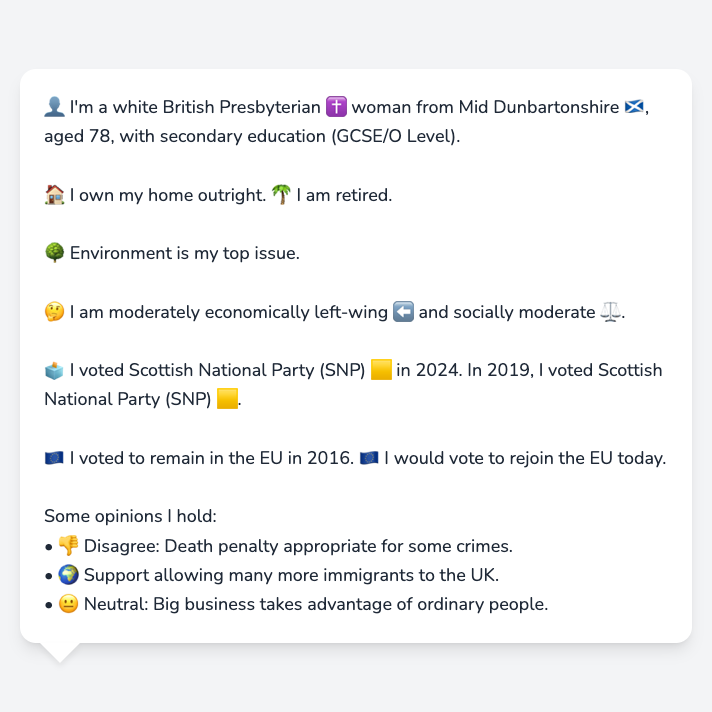 👤 I'm a white British Presbyterian ✝️ woman from Mid Dunbartonshire 🏴󠁧󠁢󠁳󠁣󠁴󠁿,
aged 78, with secondary education (GCSE/O Level).
🏠 I own my home outright. 🌴 I am retired.
🌳 Environment is my top issue.
🤔 I am moderately economically left-wing ⬅️ and socially moderate ⚖️.
🗳️ I voted Scottish National Party (SNP) 🟨 in 2024. In 2019, I voted Scottish
National Party (SNP) 🟨.
🇪🇺 I voted to remain in the EU in 2016. 🇪🇺 I would vote to rejoin the EU today.
Some opinions I hold:
• 👎 Disagree: Death penalty appropriate for some crimes.
• 🌍 Support allowing many more immigrants to the UK.
• 😐 Neutral: Big business takes advantage of ordinary people.